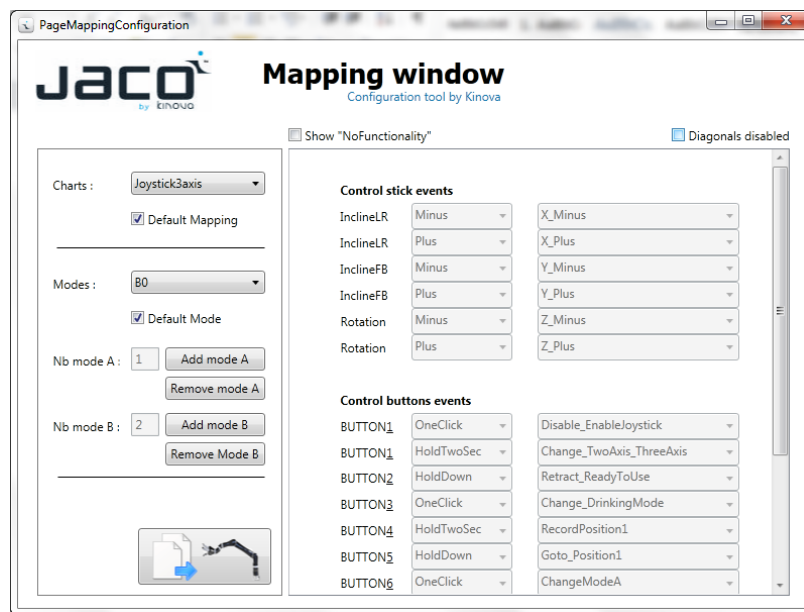 PageMappingConfiguration
JACO
by kinova
Mapping window
Configuration tool by Kinova
Show "NoFunctionality"
Diagonals disabled
Charts :
Joystick3axis
Default Mapping
Modes :
B0
Default Mode
Nb mode A :
1
Add mode A
Remove mode A
Nb mode B :
2
Add mode B
Remove Mode B
Control stick events
InclineLR Minus X_Minus
InclineLR Plus X_Plus
InclineFB Minus Y_Minus
InclineFB Plus Y_Plus
Rotation Minus Z_Minus
Rotation Plus Z_Plus
Control buttons events
BUTTON1 OneClick Disable_EnableJoystick
BUTTON1 HoldTwoSec Change_TwoAxis_ThreeAxis
BUTTON2 HoldDown Retract_ReadyToUse
BUTTON3 OneClick Change_DrinkingMode
BUTTON4 HoldTwoSec RecordPosition1
BUTTON5 HoldDown Goto_Position1
BUTTON6 OneClick ChangeModeA